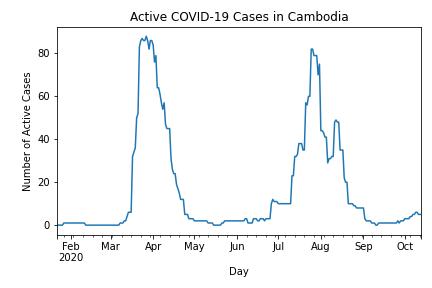 Active COVID-19 Cases in Cambodia
Number of Active Cases
80
60
40
20
0
Feb Mar Apr May Jun Jul Aug Sep Oct
2020
Day